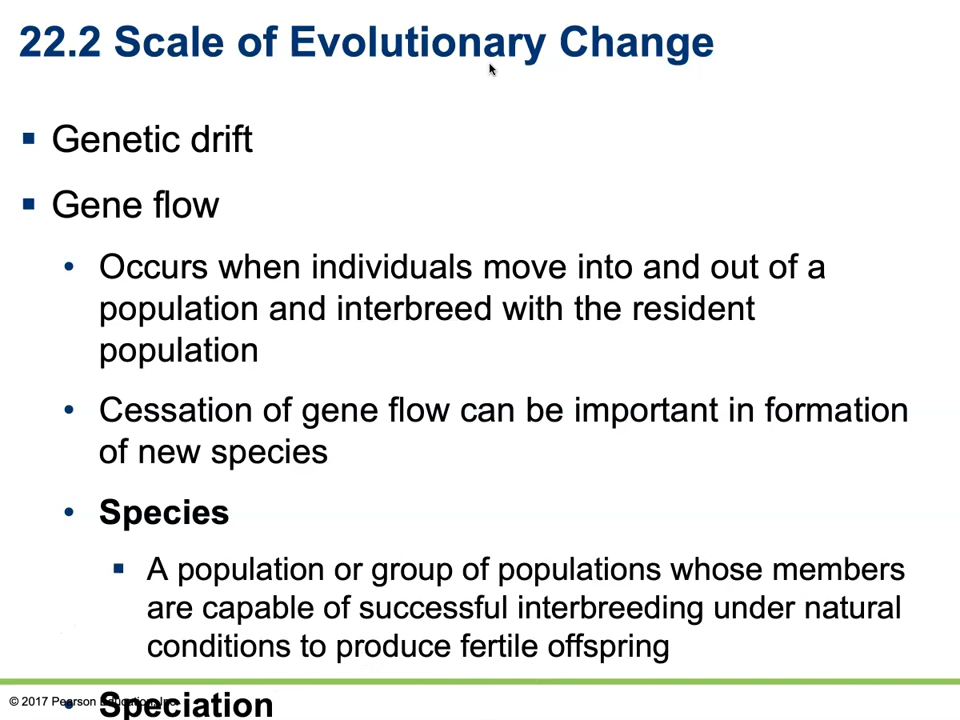 22.2 Scale of Evolutionary Change
▪ Genetic drift
▪ Gene flow
• Occurs when individuals move into and out of a
population and interbreed with the resident
population
• Cessation of gene flow can be important in formation
of new species
• Species
▪ A population or group of populations whose members
are capable of successful interbreeding under natural
conditions to produce fertile offspring
• Speciation
© 2017 Pearson Education, Inc.